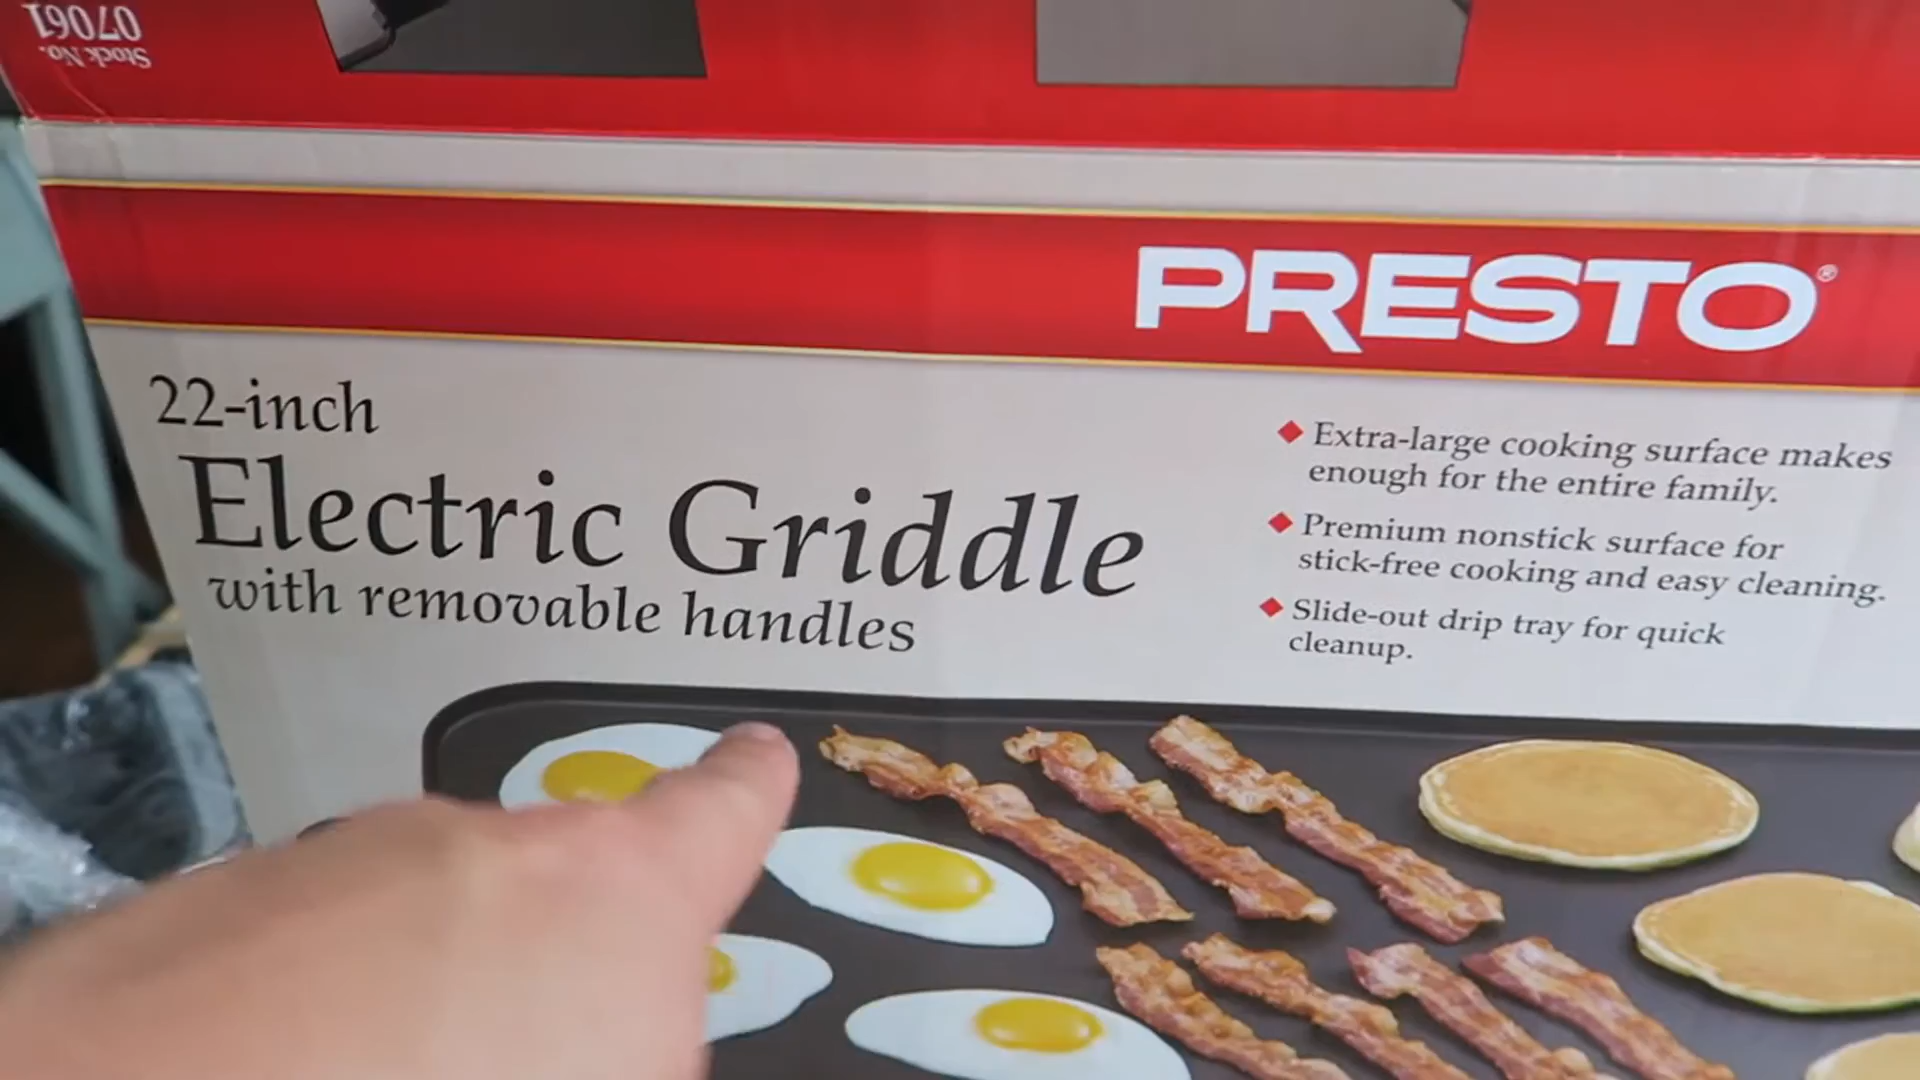 Stock No.
07061
PRESTO®
22-inch
Electric Griddle
with removable handles
Extra-large cooking surface makes
enough for the entire family.
Premium nonstick surface for
stick-free cooking and easy cleaning.
Slide-out drip tray for quick
cleanup.